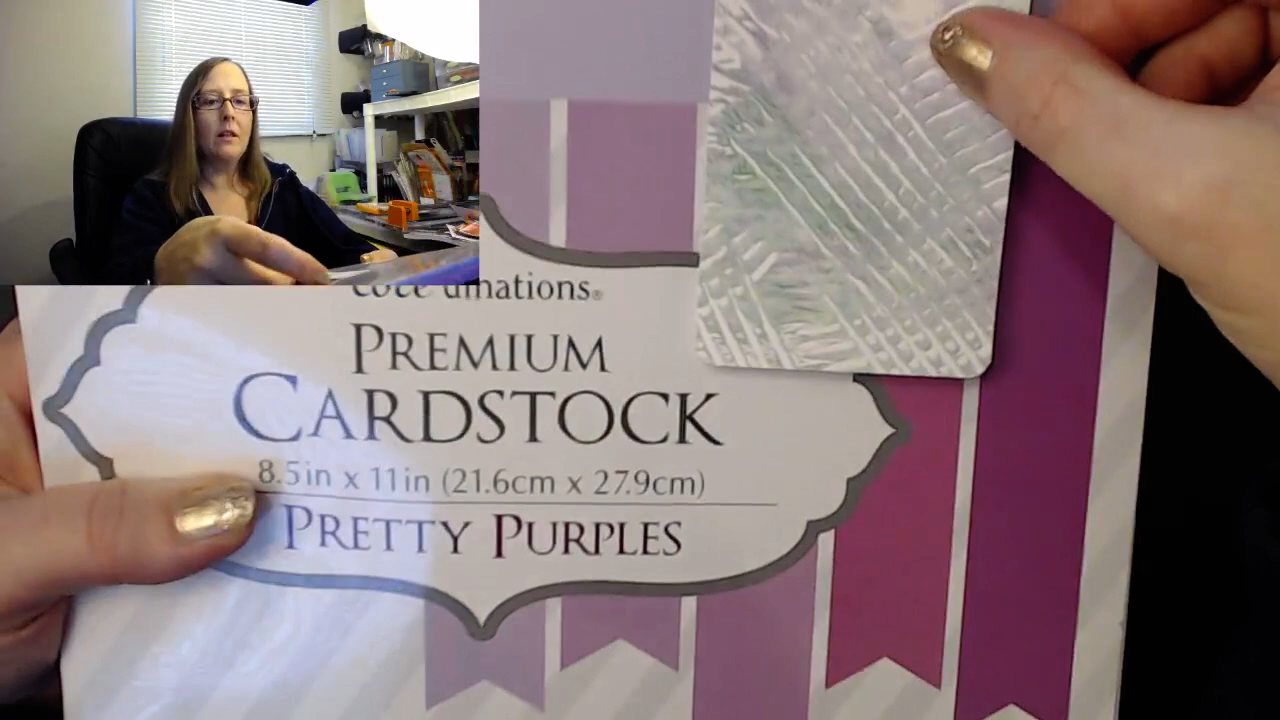 PREMIUM
CARDSTOCK
8.5in x 11in (21.6cm x 27.9cm)
PRETTY PURPLES